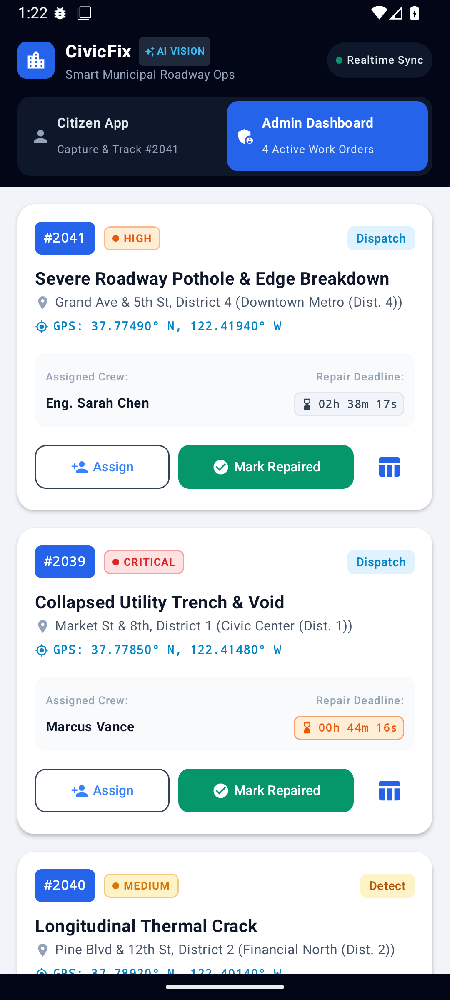 1:22
CivicFix
AI VISION
Smart Municipal Roadway Ops
Realtime Sync
Citizen App
Capture & Track #2041
Admin Dashboard
4 Active Work Orders
#2041
HIGH
Dispatch
Severe Roadway Pothole & Edge Breakdown
Grand Ave & 5th St, District 4 (Downtown Metro (Dist. 4))
GPS: 37.77490° N, 122.41940° W
Assigned Crew:
Repair Deadline:
Eng. Sarah Chen
02h 38m 17s
Assign
Mark Repaired
#2039
CRITICAL
Dispatch
Collapsed Utility Trench & Void
Market St & 8th, District 1 (Civic Center (Dist. 1))
GPS: 37.77850° N, 122.41480° W
Assigned Crew:
Repair Deadline:
Marcus Vance
00h 44m 16s
Assign
Mark Repaired
#2040
MEDIUM
Detect
Longitudinal Thermal Crack
Pine Blvd & 12th St, District 2 (Financial North (Dist. 2))
GPS: 37.78920° N, 122.40140° W